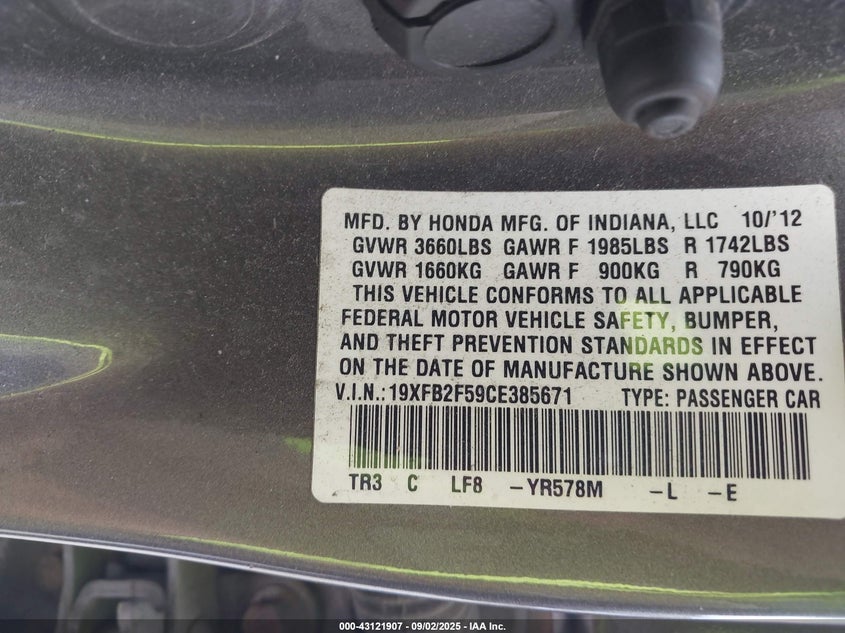 MFD. BY HONDA MFG. OF INDIANA, LLC 10/'12
GVWR 3660LBS GAWR F 1985LBS R 1742LBS
GVWR 1660KG GAWR F 900KG R 790KG
THIS VEHICLE CONFORMS TO ALL APPLICABLE
FEDERAL MOTOR VEHICLE SAFETY, BUMPER,
AND THEFT PREVENTION STANDARDS IN EFFECT
ON THE DATE OF MANUFACTURE SHOWN ABOVE.
V.I.N.:19XFB2F59CE385671 TYPE: PASSENGER CAR
TR3 C LF8 -YR578M -L -E
000-43121907 - 09/02/2025 - IAA Inc.